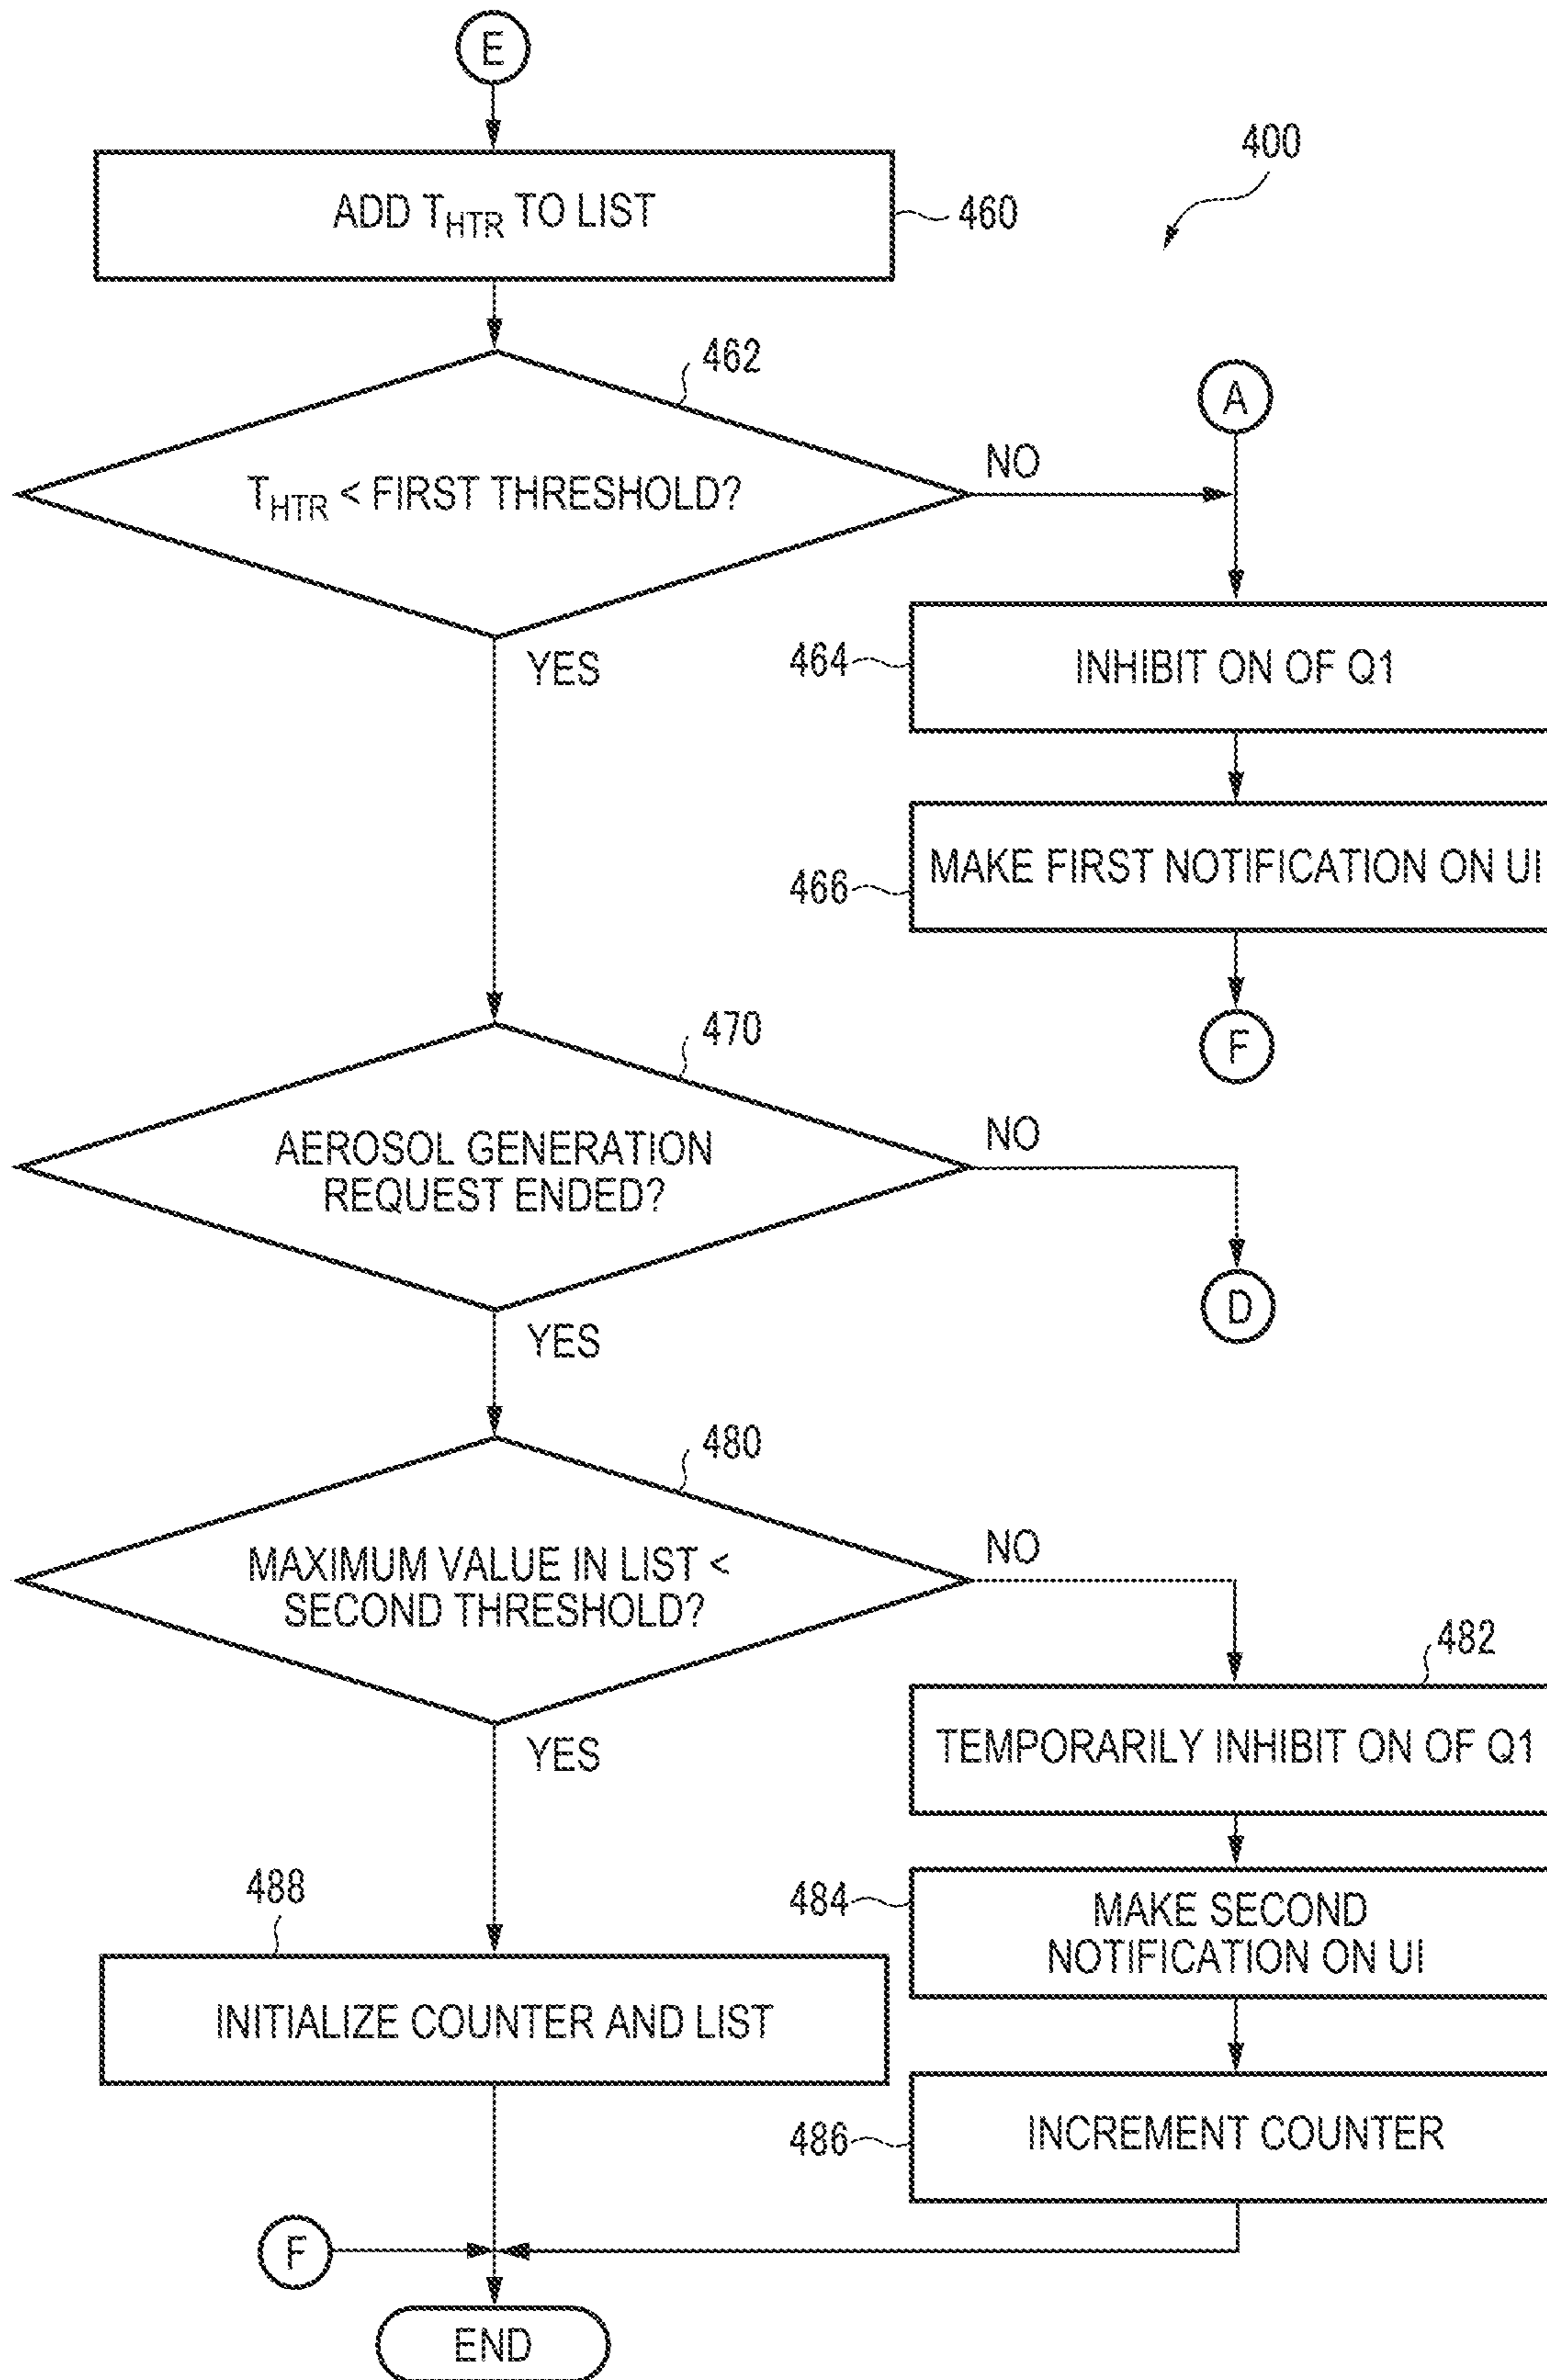 E
400
ADD THTR TO LIST
460
462
THTR < FIRST THRESHOLD?
NO
A
YES
464
INHIBIT ON OF Q1
466
MAKE FIRST NOTIFICATION ON UI
F
470
AEROSOL GENERATION
REQUEST ENDED?
NO
D
YES
480
MAXIMUM VALUE IN LIST <
SECOND THRESHOLD?
NO
482
TEMPORARILY INHIBIT ON OF Q1
YES
484
MAKE SECOND
NOTIFICATION ON UI
488
INITIALIZE COUNTER AND LIST
486
INCREMENT COUNTER
F
END